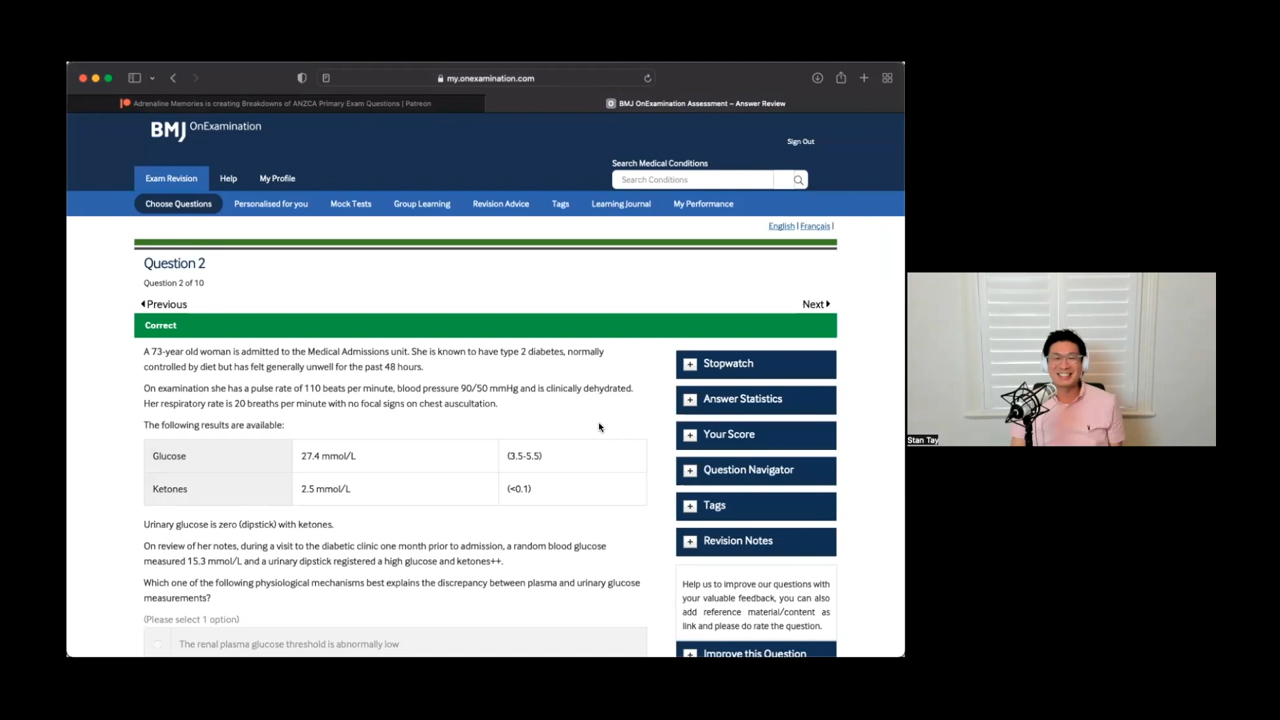 my.onexamination.com
Adrenaline Memories is creating Breakdowns of ANZCA Primary Exam Questions | Patreon
BMJ OnExamination Assessment – Answer Review
BMJ OnExamination
Sign Out
Search Medical Conditions
Exam Revision Help My Profile
Search Conditions
Choose Questions Personalised for you Mock Tests Group Learning Revision Advice Tags Learning Journal My Performance
English | Français |
Question 2
Question 2 of 10
Previous Next
Correct
A 73-year old woman is admitted to the Medical Admissions unit. She is known to have type 2 diabetes, normally
controlled by diet but has felt generally unwell for the past 48 hours.
On examination she has a pulse rate of 110 beats per minute, blood pressure 90/50 mmHg and is clinically dehydrated.
Her respiratory rate is 20 breaths per minute with no focal signs on chest auscultation.
The following results are available:
Glucose 27.4 mmol/L (3.5-5.5)
Ketones 2.5 mmol/L (<0.1)
Urinary glucose is zero (dipstick) with ketones.
On review of her notes, during a visit to the diabetic clinic one month prior to admission, a random blood glucose
measured 15.3 mmol/L and a urinary dipstick registered a high glucose and ketones++.
Which one of the following physiological mechanisms best explains the discrepancy between plasma and urinary glucose
measurements?
(Please select 1 option)
The renal plasma glucose threshold is abnormally low
Stopwatch
Answer Statistics
Your Score
Question Navigator
Tags
Revision Notes
Help us to improve our questions with
your valuable feedback, you can also
add reference material/content as
link and please do rate the question.
Improve this Question
Stan Tay